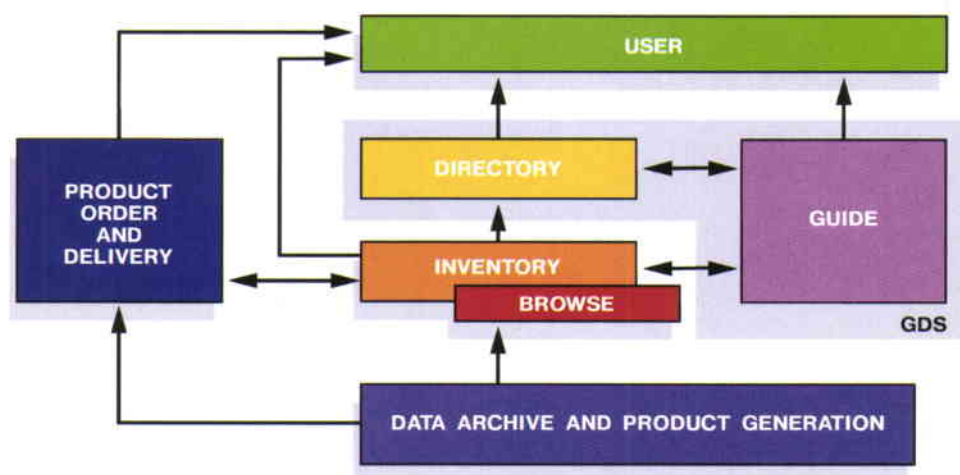 USER
DIRECTORY
PRODUCT
ORDER
AND
DELIVERY
GUIDE
INVENTORY
BROWSE
GDS
DATA ARCHIVE AND PRODUCT GENERATION